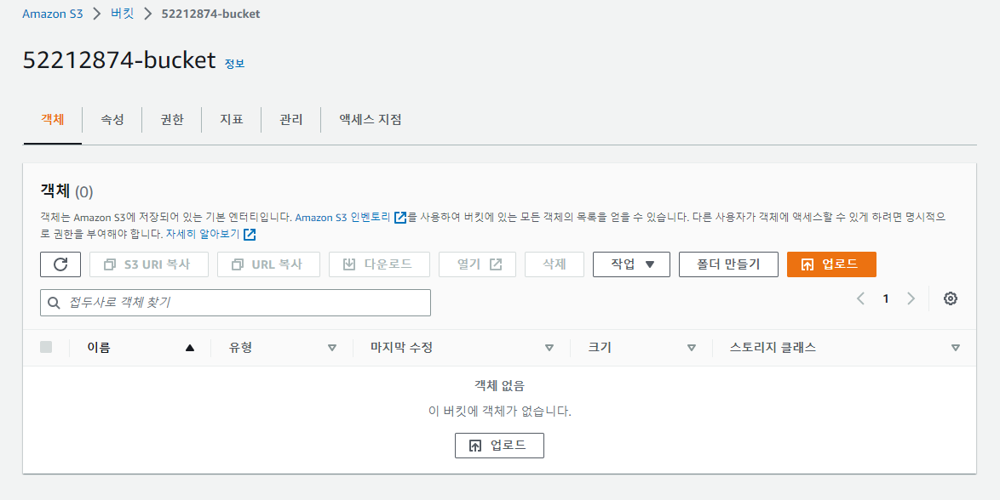 Amazon S3 > 버킷 > 52212874-bucket
52212874-bucket 정보
객체 속성 권한 지표 관리 액세스 지점
객체 (0)
객체는 Amazon S3에 저장되어 있는 기본 엔터티입니다. Amazon S3 인벤토리 를 사용하여 버킷에 있는 모든 객체의 목록을 얻을 수 있습니다. 다른 사용자가 객체에 액세스할 수 있게 하려면 명시적으
로 권한을 부여해야 합니다. 자세히 알아보기
S3 URI 복사 URL 복사 다운로드 열기 삭제 작업 폴더 만들기 업로드
접두사로 객체 찾기 1
이름 유형 마지막 수정 크기 스토리지 클래스
객체 없음
이 버킷에 객체가 없습니다.
업로드